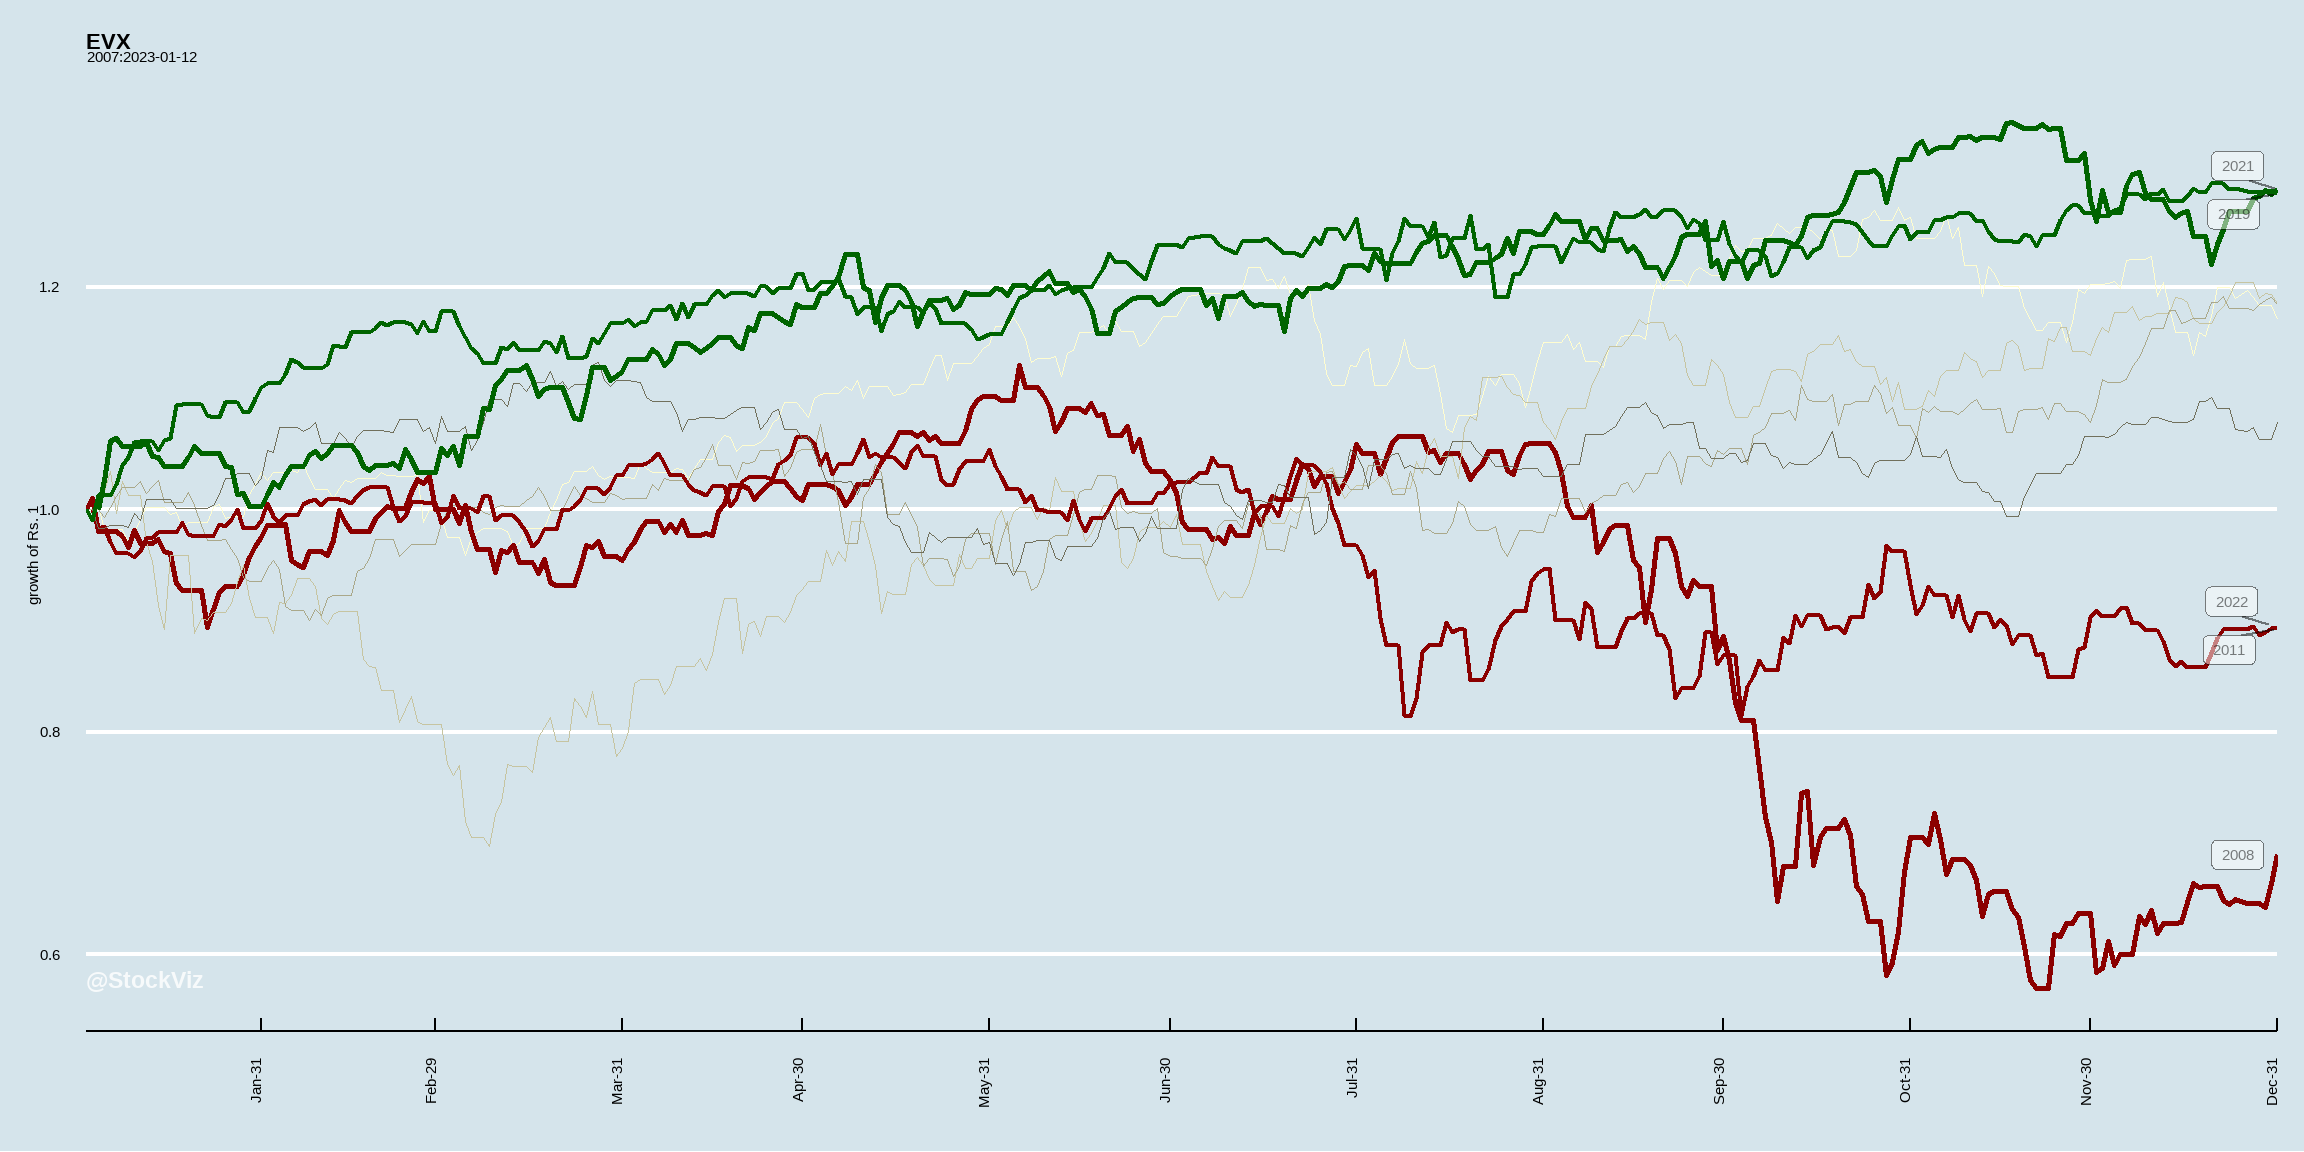 EVX
2007:2023-01-12
2021
2019
1.2
1.0
growth of Rs. 1
2022
2011
0.8
2008
0.6
@StockViz
Jan-31
Feb-29
Mar-31
Apr-30
May-31
Jun-30
Jul-31
Aug-31
Sep-30
Oct-31
Nov-30
Dec-31